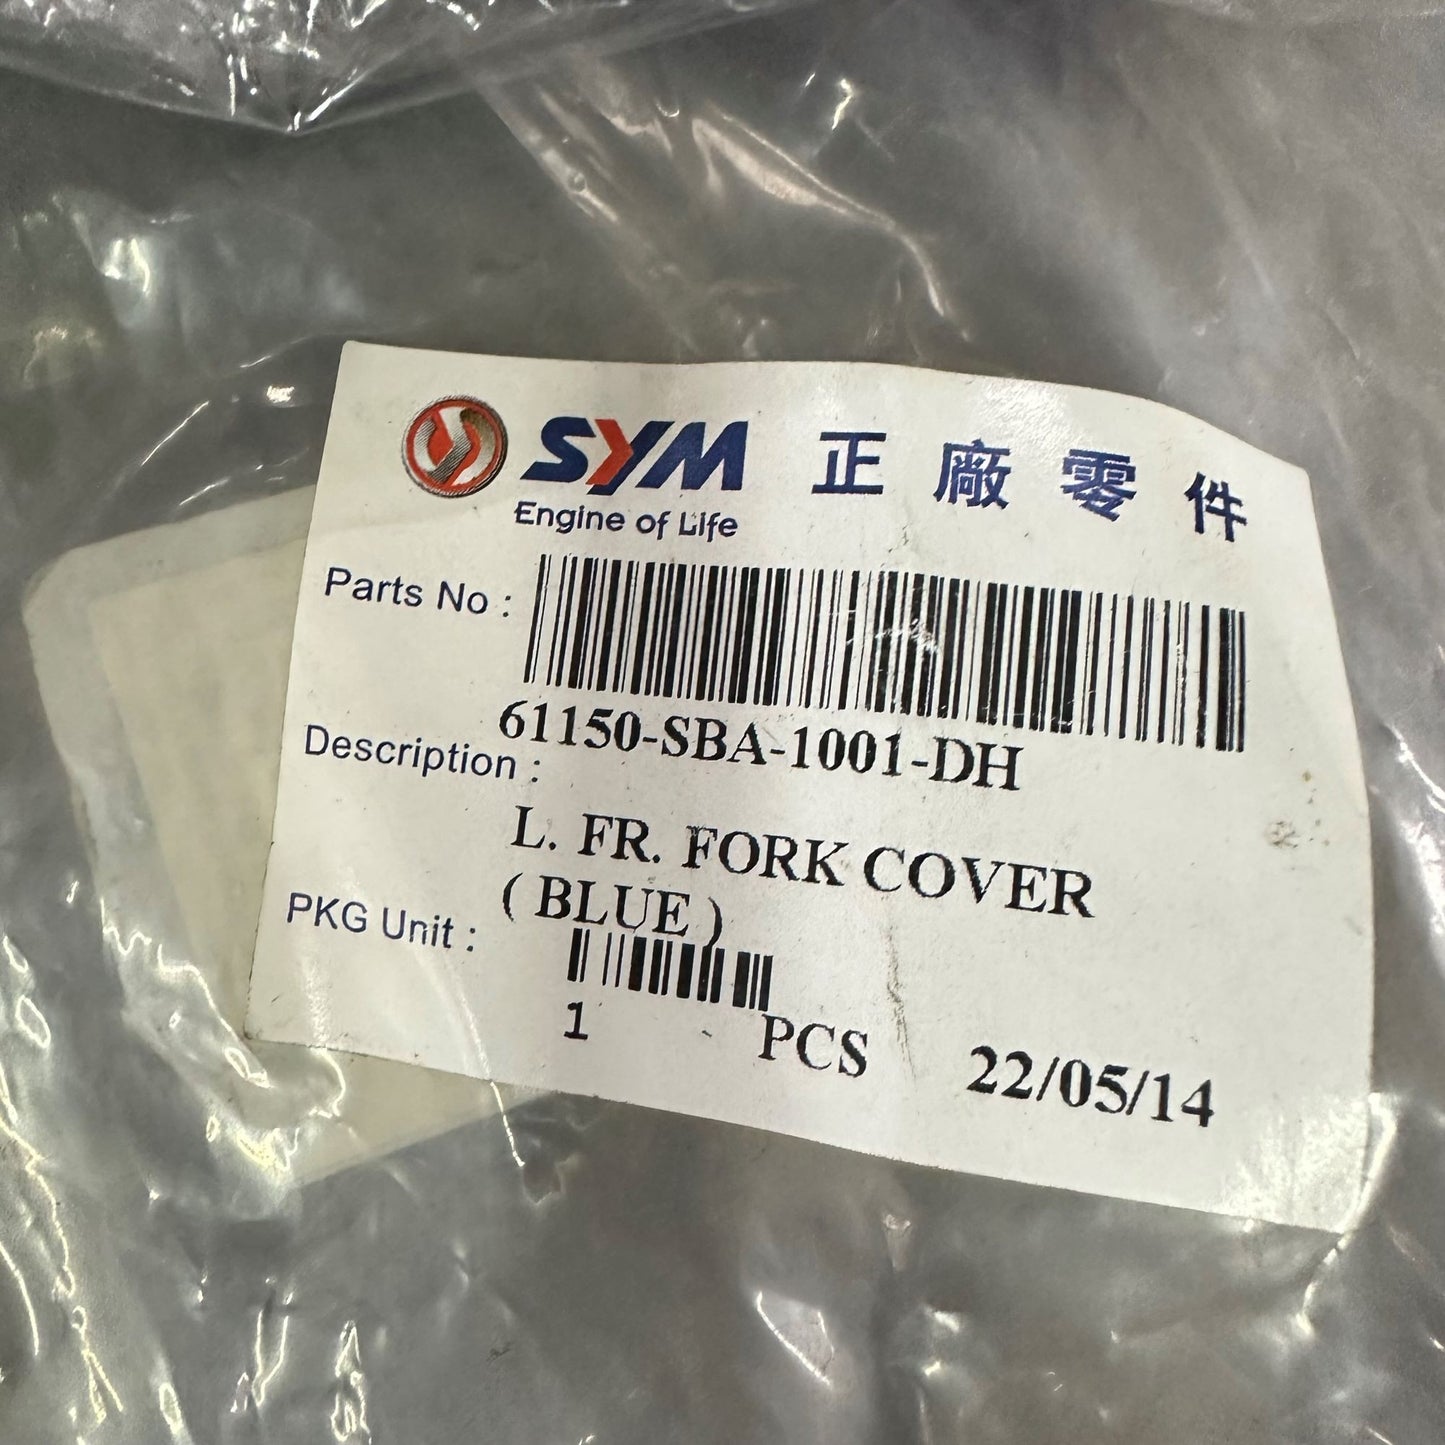 SYM 正廠零件
Engine of Life
Parts No :
61150-SBA-1001-DH
Description :
L. FR. FORK COVER
( BLUE )
PKG Unit :
1 PCS 22/05/14